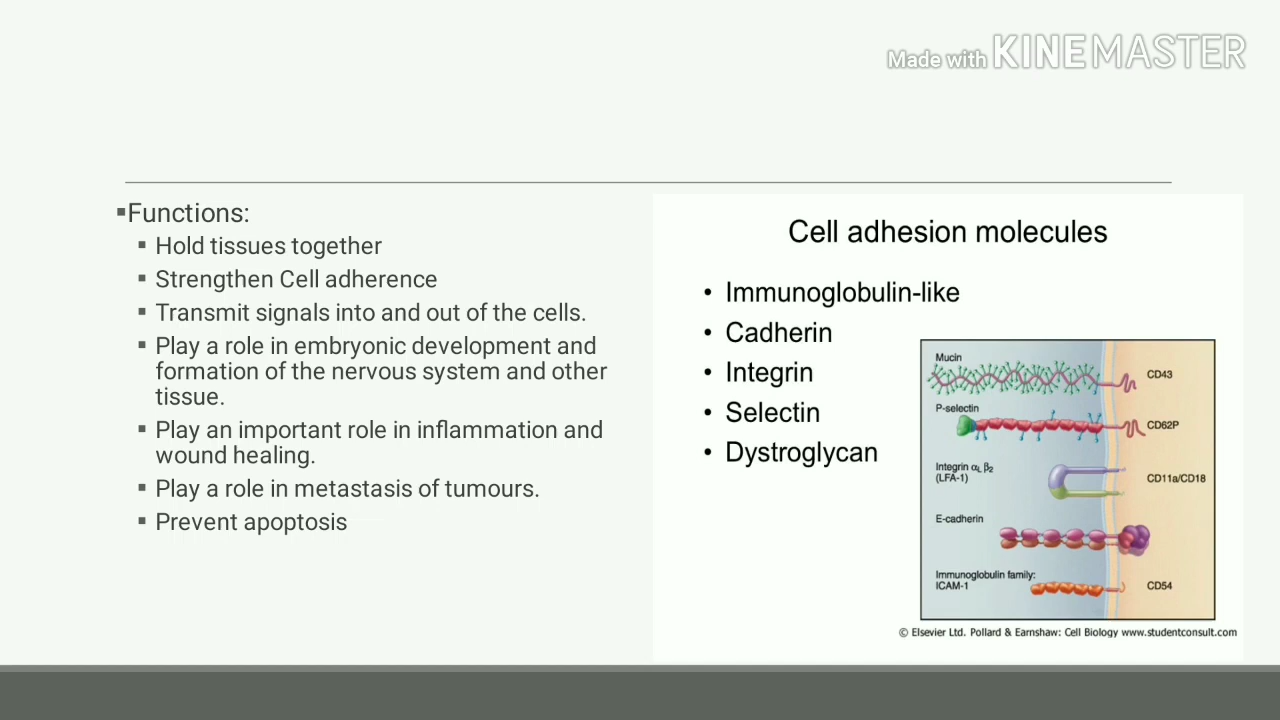 Made with KINEMASTER
▪Functions:
▪ Hold tissues together
▪ Strengthen Cell adherence
▪ Transmit signals into and out of the cells.
▪ Play a role in embryonic development and
formation of the nervous system and other
tissue.
▪ Play an important role in inflammation and
wound healing.
▪ Play a role in metastasis of tumours.
▪ Prevent apoptosis
Cell adhesion molecules
• Immunoglobulin-like
• Cadherin
• Integrin
• Selectin
• Dystroglycan
Mucin
CD43
P-selectin
CD62P
Integrin αL β2
(LFA-1)
CD11a/CD18
E-cadherin
Immunoglobulin family:
ICAM-1
CD54
© Elsevier Ltd. Pollard & Earnshaw: Cell Biology www.studentconsult.com